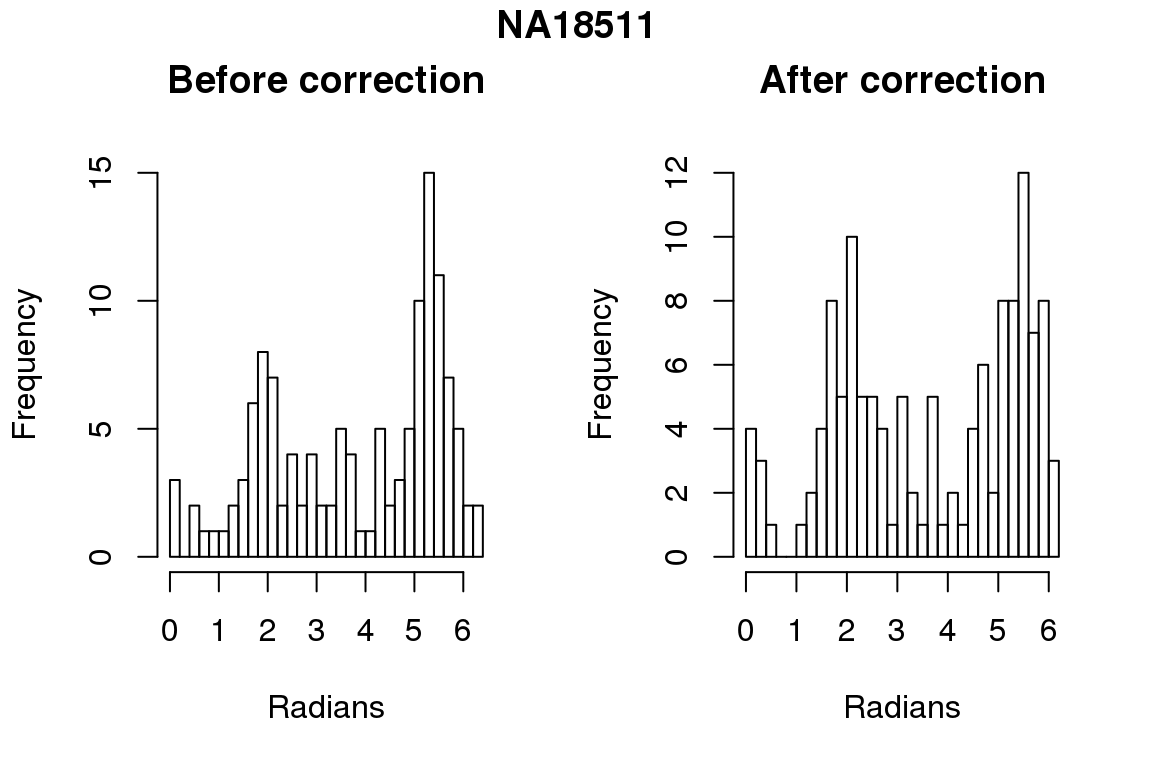 NA18511
Before correction
Frequency
15
10
5
0
0 1 2 3 4 5 6
Radians
After correction
Frequency
12
10
8
6
4
2
0
0 1 2 3 4 5 6
Radians